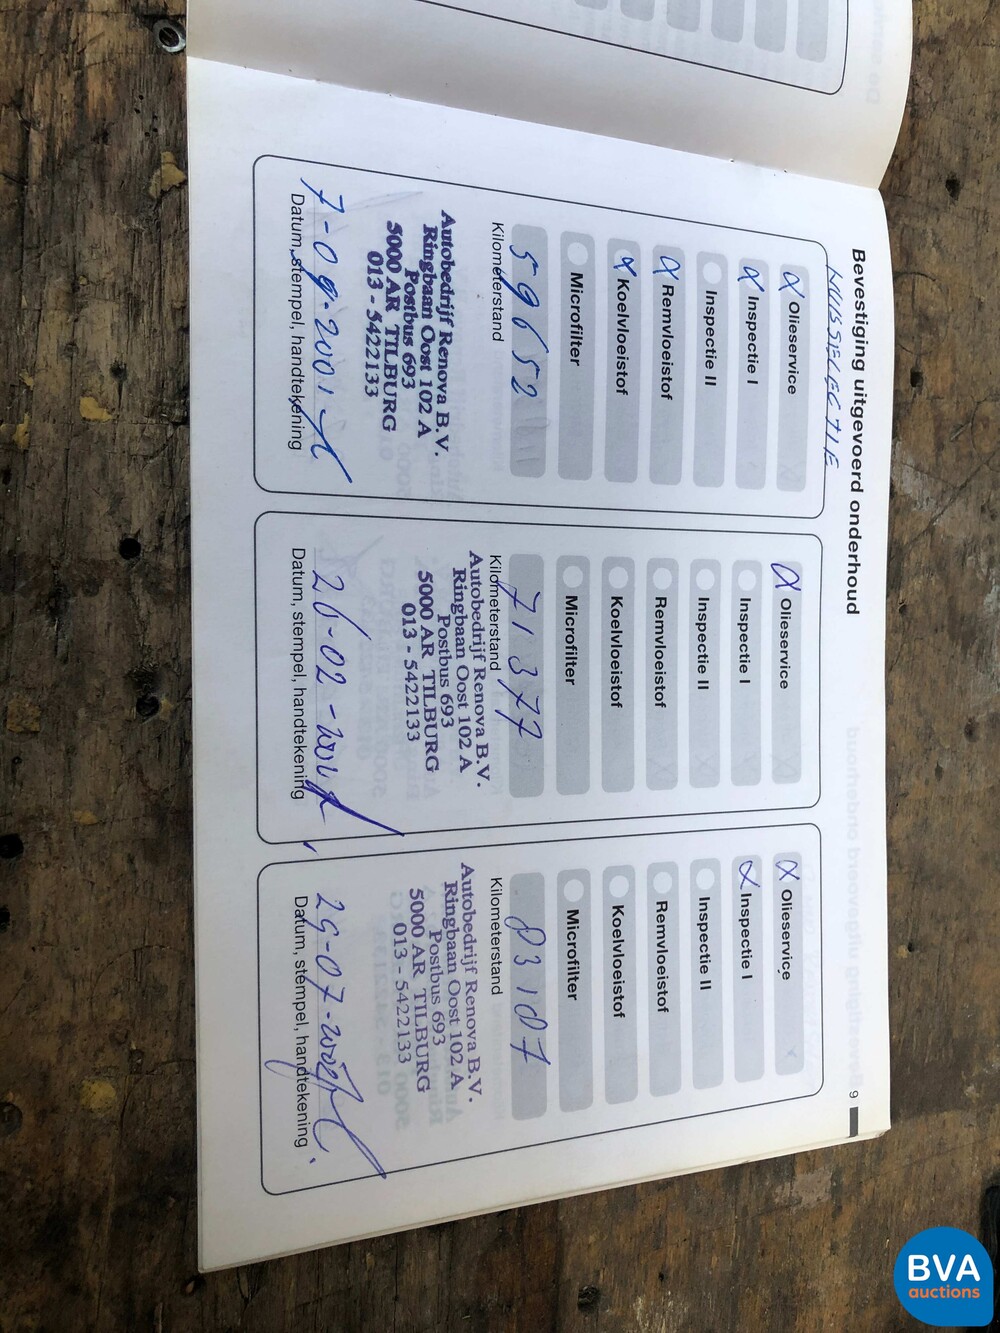 Bevestiging uitgevoerd onderhoud
9
Olieservice
Inspectie I
Inspectie II
Remvloeistof
Koelvloeistof
Microfilter
59652
Kilometerstand
Autobedrijf Renova B.V.
Ringbaan Oost 102 A
Postbus 693
5000 AR TILBURG
013 - 5422133
7-09-2001
Datum, stempel, handtekening
Olieservice
Inspectie I
Inspectie II
Remvloeistof
Koelvloeistof
Microfilter
71377
Kilometerstand
Autobedrijf Renova B.V.
Ringbaan Oost 102 A
Postbus 693
5000 AR TILBURG
013 - 5422133
26-02-2002
Datum, stempel, handtekening
Olieservice
Inspectie I
Inspectie II
Remvloeistof
Koelvloeistof
Microfilter
83107
Kilometerstand
Autobedrijf Renova B.V.
Ringbaan Oost 102 A
Postbus 693
5000 AR TILBURG
013 - 5422133
29-07-2002
Datum, stempel, handtekening
BVA
auctions